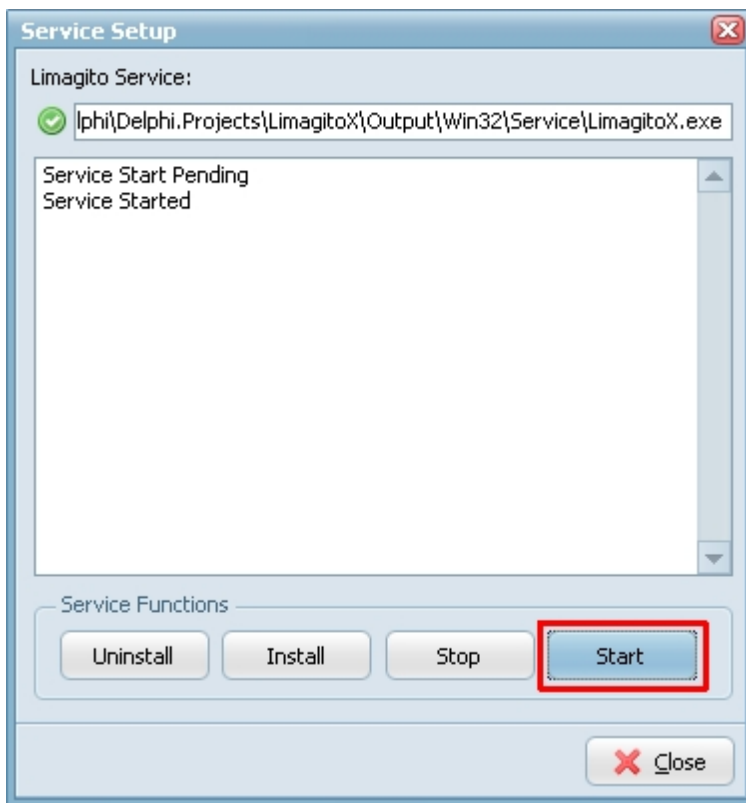 Service Setup
Limagito Service:
lphi\Delphi.Projects\LimagitoX\Output\Win32\Service\LimagitoX.exe
Service Start Pending
Service Started
Service Functions
Uninstall Install Stop Start
Close